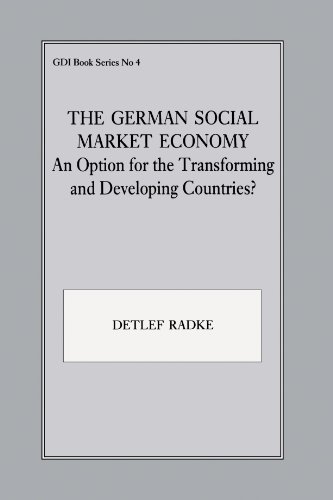 GDI Book Series No 4
THE GERMAN SOCIAL
MARKET ECONOMY
An Option for the Transforming
and Developing Countries?
DETLEF RADKE